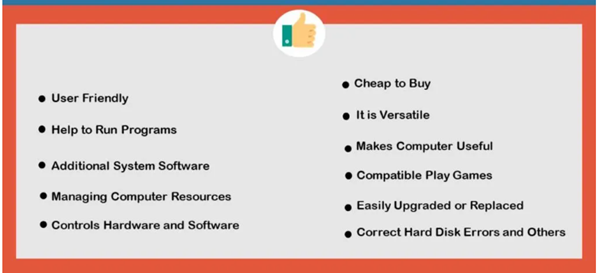 ● User Friendly
● Help to Run Programs
● Additional System Software
● Managing Computer Resources
● Controls Hardware and Software
● Cheap to Buy
● It is Versatile
● Makes Computer Useful
● Compatible Play Games
● Easily Upgraded or Replaced
● Correct Hard Disk Errors and Others